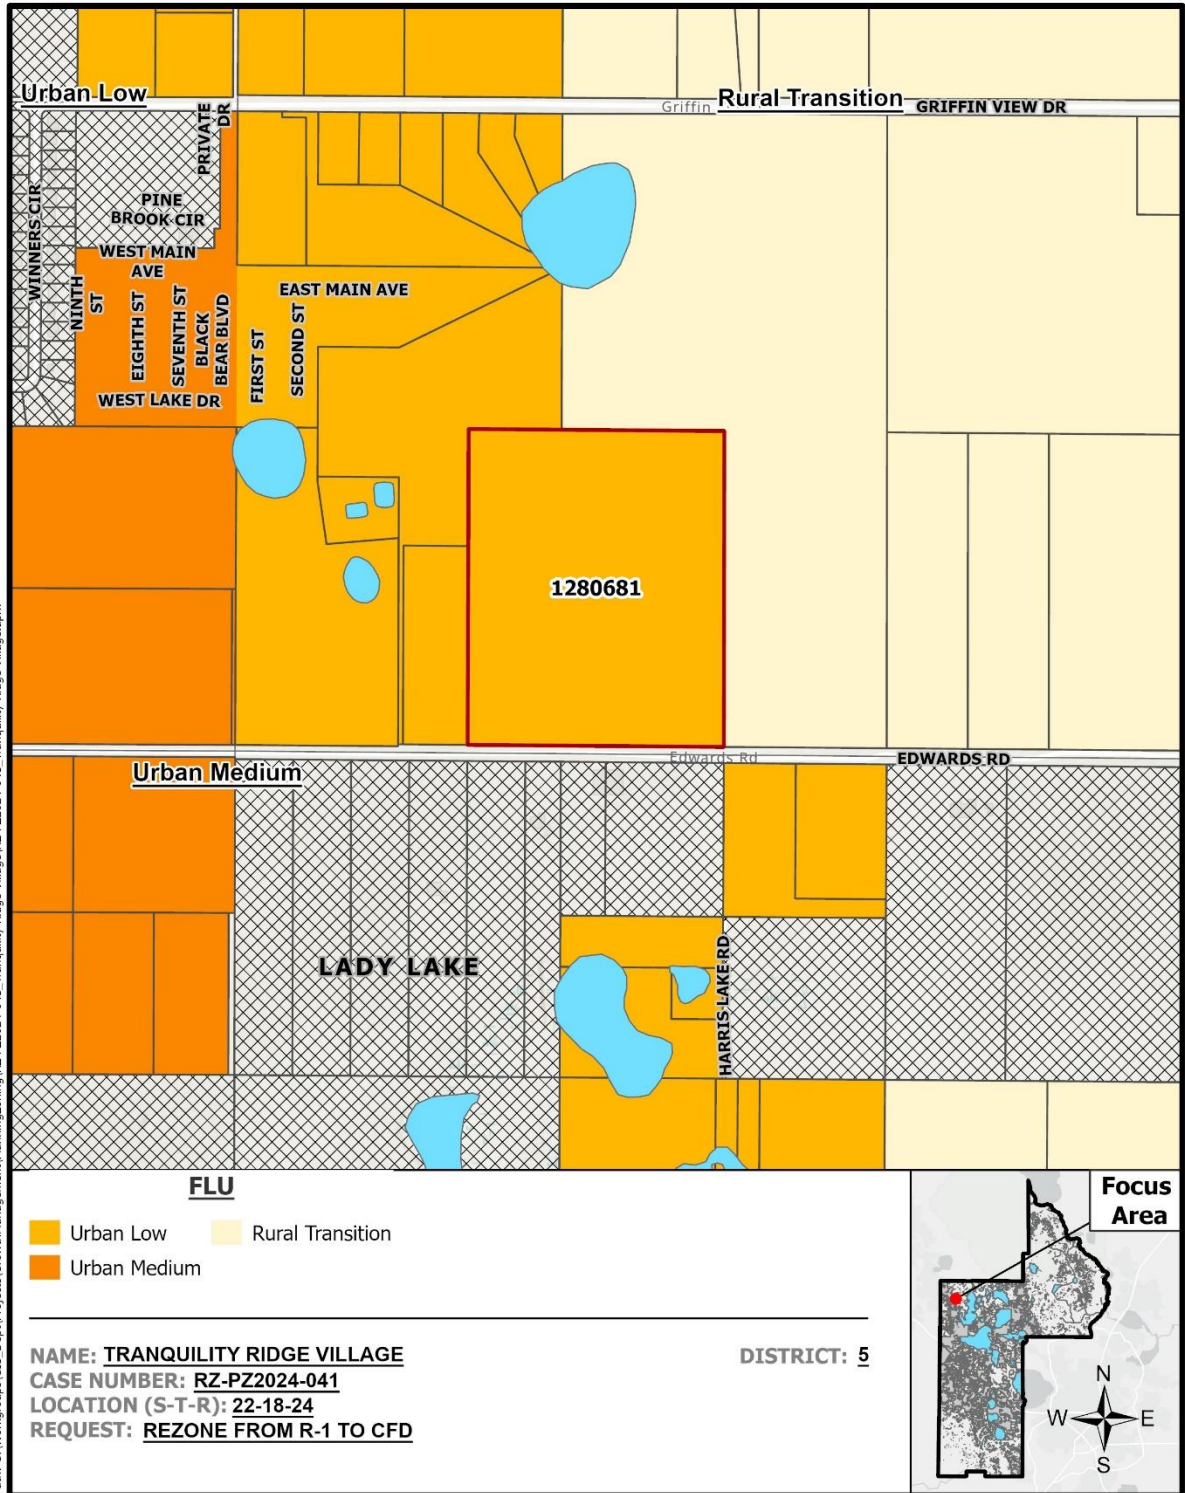 Urban Low
Griffin
Rural Transition
GRIFFIN VIEW DR
PRIVATE
DR
WINNERS CIR
PINE
BROOK CIR
WEST MAIN
AVE
NINTH
ST
EIGHTH ST
SEVENTH ST
BLACK
BEAR BLVD
EAST MAIN AVE
FIRST ST
SECOND ST
WEST LAKE DR
1280681
Edwards Rd
EDWARDS RD
Urban Medium
LADY LAKE
HARRIS LAKE RD
FLU
Urban Low
Rural Transition
Urban Medium
Focus
Area
NAME: TRANQUILITY RIDGE VILLAGE
DISTRICT: 5
CASE NUMBER: RZ-PZ2024-041
LOCATION (S-T-R): 22-18-24
REQUEST: REZONE FROM R-1 TO CFD
N
W
E
S